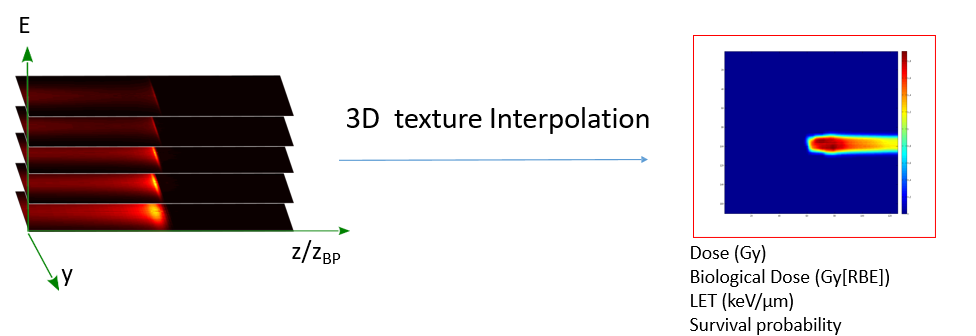 E
3D texture Interpolation
z/zBP
y
Dose (Gy)
Biological Dose (Gy[RBE])
LET (keV/μm)
Survival probability